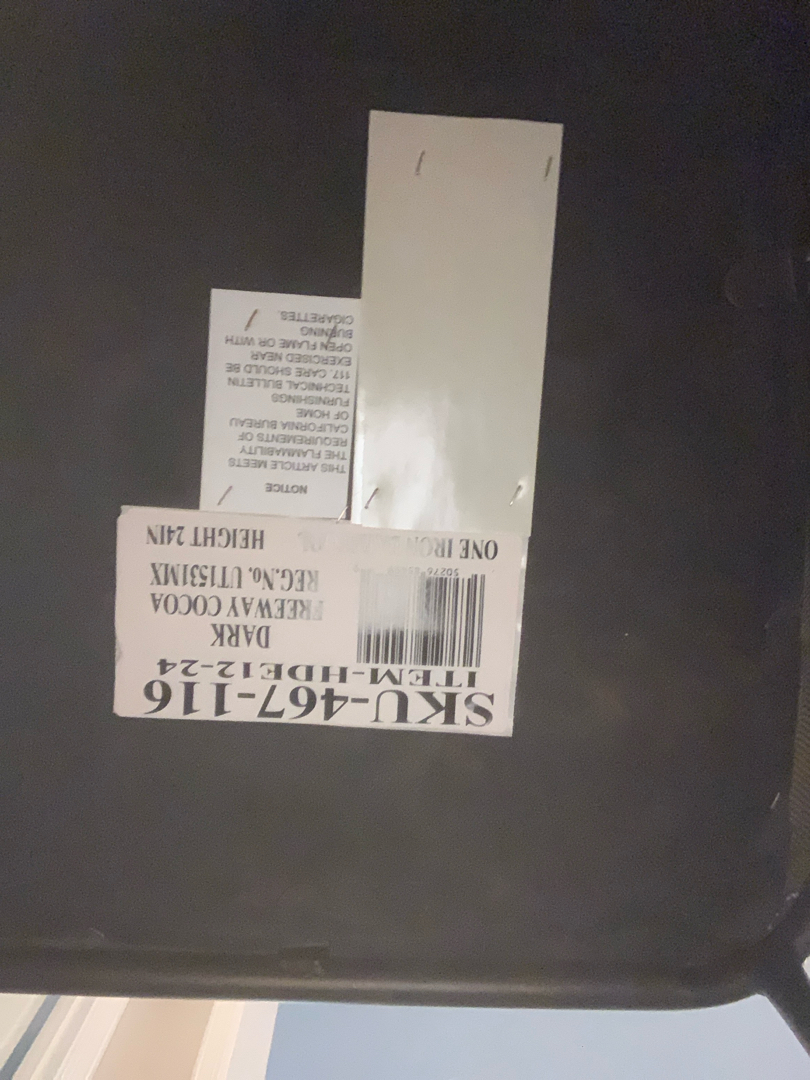 SKU-467-116
ITEM-HDE12-24
DARK
FREEWAY COCOA
REG.No. UT1531MX
50276
ONE IRON
HEIGHT 24IN
NOTICE
THIS ARTICLE MEETS
THE FLAMMABILITY
REQUIREMENTS OF
CALIFORNIA BUREAU
OF HOME
FURNISHINGS
TECHNICAL BULLETIN
117. CARE SHOULD BE
EXERCISED NEAR
OPEN FLAME OR WITH
BURNING
CIGARETTES.